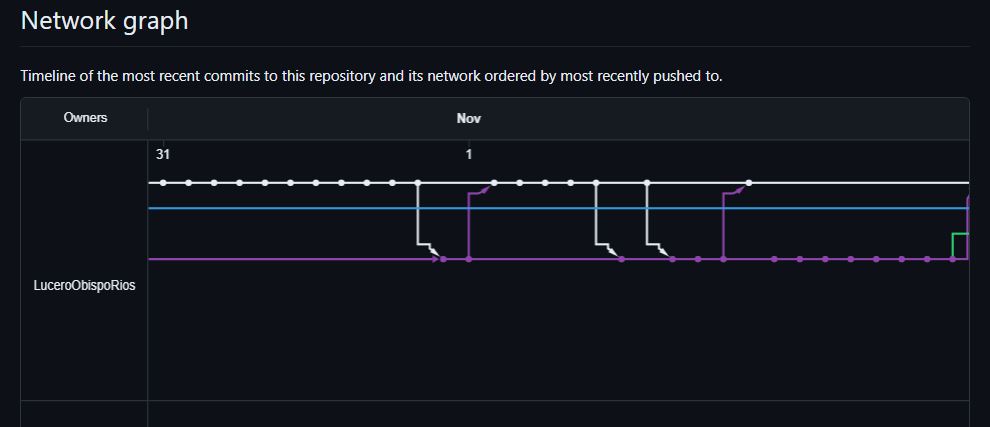 Network graph
Timeline of the most recent commits to this repository and its network ordered by most recently pushed to.
Owners
Nov
31
1
LuceroObispoRios